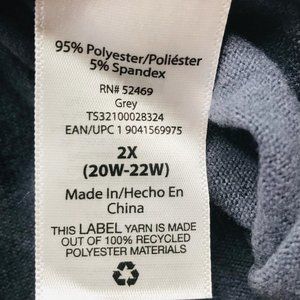 95% Polyester/Poliéster
5% Spandex
RN# 52469
Grey
TS32100028324
EAN/UPC 1 9041569975
2X
(20W-22W)
Made In/Hecho En
China
THIS LABEL YARN IS MADE
OUT OF 100% RECYCLED
POLYESTER MATERIALS